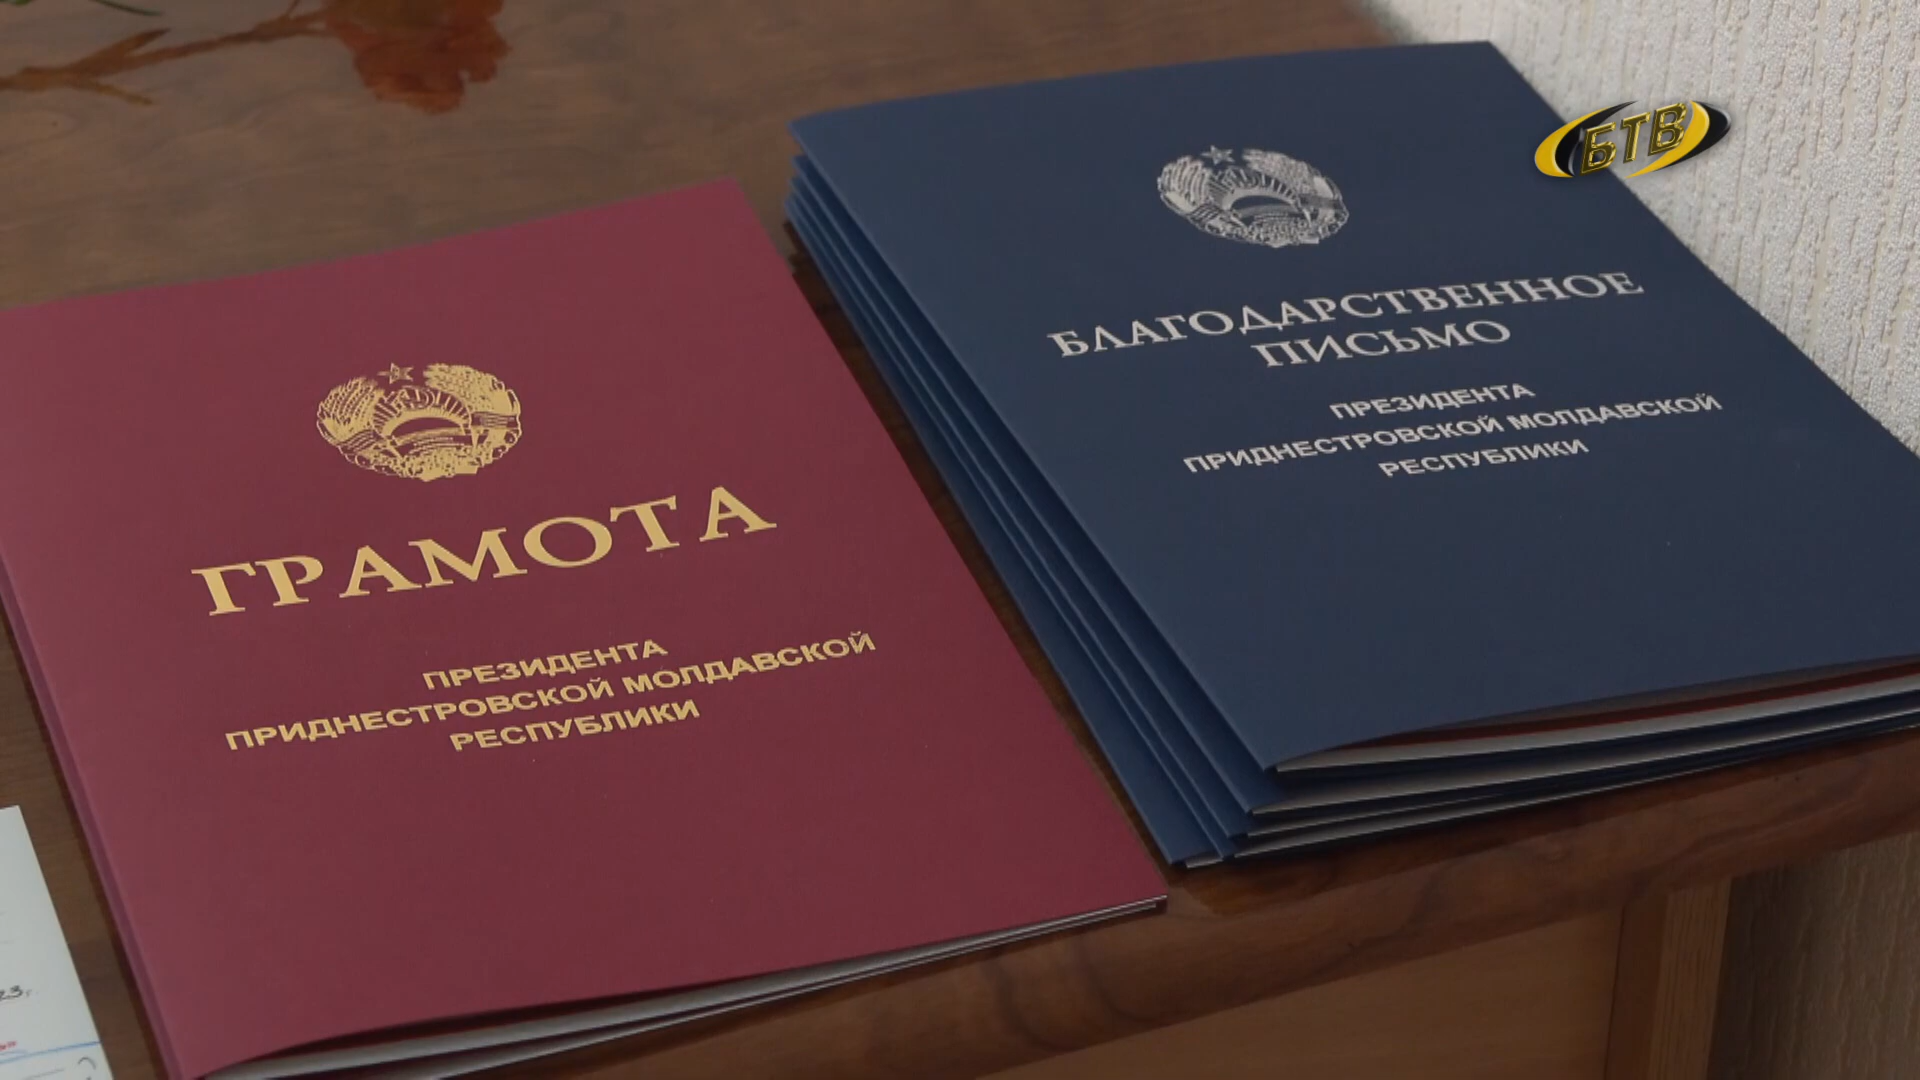 БТВ
ГРАМОТА
ПРЕЗИДЕНТА
ПРИДНЕСТРОВСКОЙ МОЛДАВСКОЙ
РЕСПУБЛИКИ
БЛАГОДАРСТВЕННОЕ
ПИСЬМО
ПРЕЗИДЕНТА
ПРИДНЕСТРОВСКОЙ МОЛДАВСКОЙ
РЕСПУБЛИКИ